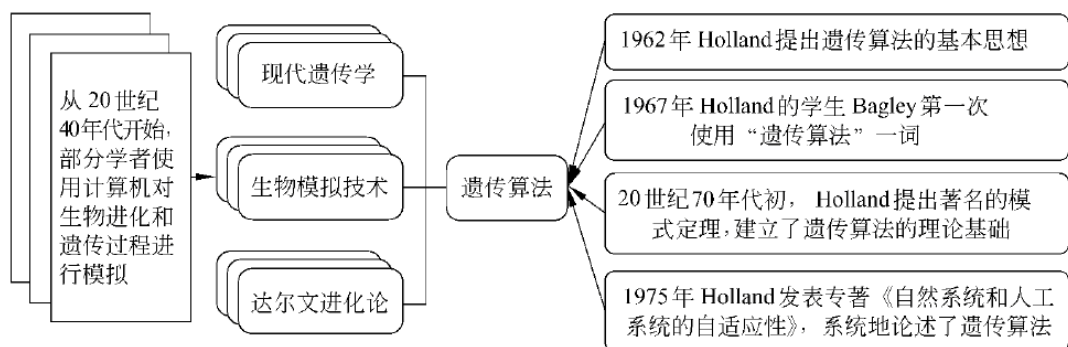 从 20世纪
40年代开始,
部分学者使
用计算机对
生物进化和
遗传过程进
行模拟
现代遗传学
生物模拟技术
达尔文进化论
遗传算法
1962年 Holland提出遗传算法的基本思想
1967年 Holland的学生 Bagley第一次
使用“遗传算法”一词
20世纪70年代初, Holland提出著名的模
式定理,建立了遗传算法的理论基础
1975年 Holland发表专著《自然系统和人工
系统的自适应性》, 系统地论述了遗传算法